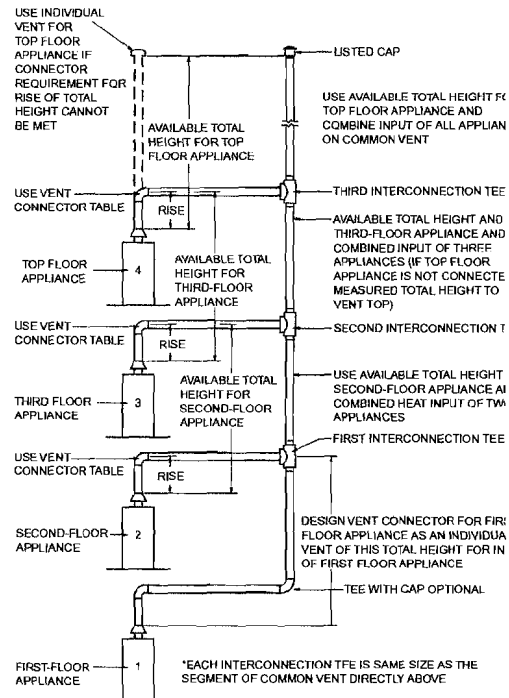 USE INDIVIDUAL
VENT FOR
TOP FLOOR
APPLIANCE IF
CONNECTOR
REQUIREMENT FOR
RISE OF TOTAL
HEIGHT CANNOT
BE MET
LISTED CAP
USE AVAILABLE TOTAL HEIGHT
TOP FLOOR APPLIANCE AND
COMBINE INPUT OF ALL
ON COMMON VENT
AVAILABLE TOTAL
HEIGHT FOR TOP
FLOOR APPLIANCE
USE VENT
CONNECTOR TABLE
RISE
THIRD INTERCONNECTION TEE
TOP FLOOR
APPLIANCE
4
AVAILABLE TOTAL
HEIGHT FOR
THIRD-FLOOR
APPLIANCE
AVAILABLE TOTAL HEIGHT AND
THIRD-FLOOR APPLIANCE AND
COMBINED INPUT OF THREE
APPLIANCES (IF TOP FLOOR
APPLIANCE IS NOT CONNECTE
MEASURED TOTAL HEIGHT TO
VENT TOP)
USE VENT
CONNECTOR TABLE
RISE
SECOND INTERCONNECTION T
THIRD FLOOR
APPLIANCE
3
AVAILABLE TOTAL
HEIGHT FOR
SECOND-FLOOR
APPLIANCE
USE AVAILABLE TOTAL HEIGHT
SECOND-FLOOR APPLIANCE
COMBINED HEAT INPUT OF TW
APPLIANCES
USE VENT
CONNECTOR TABLE
RISE
FIRST INTERCONNECTION TEE
SECOND-FLOOR
APPLIANCE
2
DESIGN VENT CONNECTOR FOR FIR
FLOOR APPLIANCE AS AN INDIVIDUA
VENT OF THIS TOTAL HEIGHT FOR IN
OF FIRST FLOOR APPLIANCE
TEE WITH CAP OPTIONAL
FIRST-FLOOR
APPLIANCE
1
*EACH INTERCONNECTION TEE IS SAME SIZE AS THE
SEGMENT OF COMMON VENT DIRECTLY ABOVE